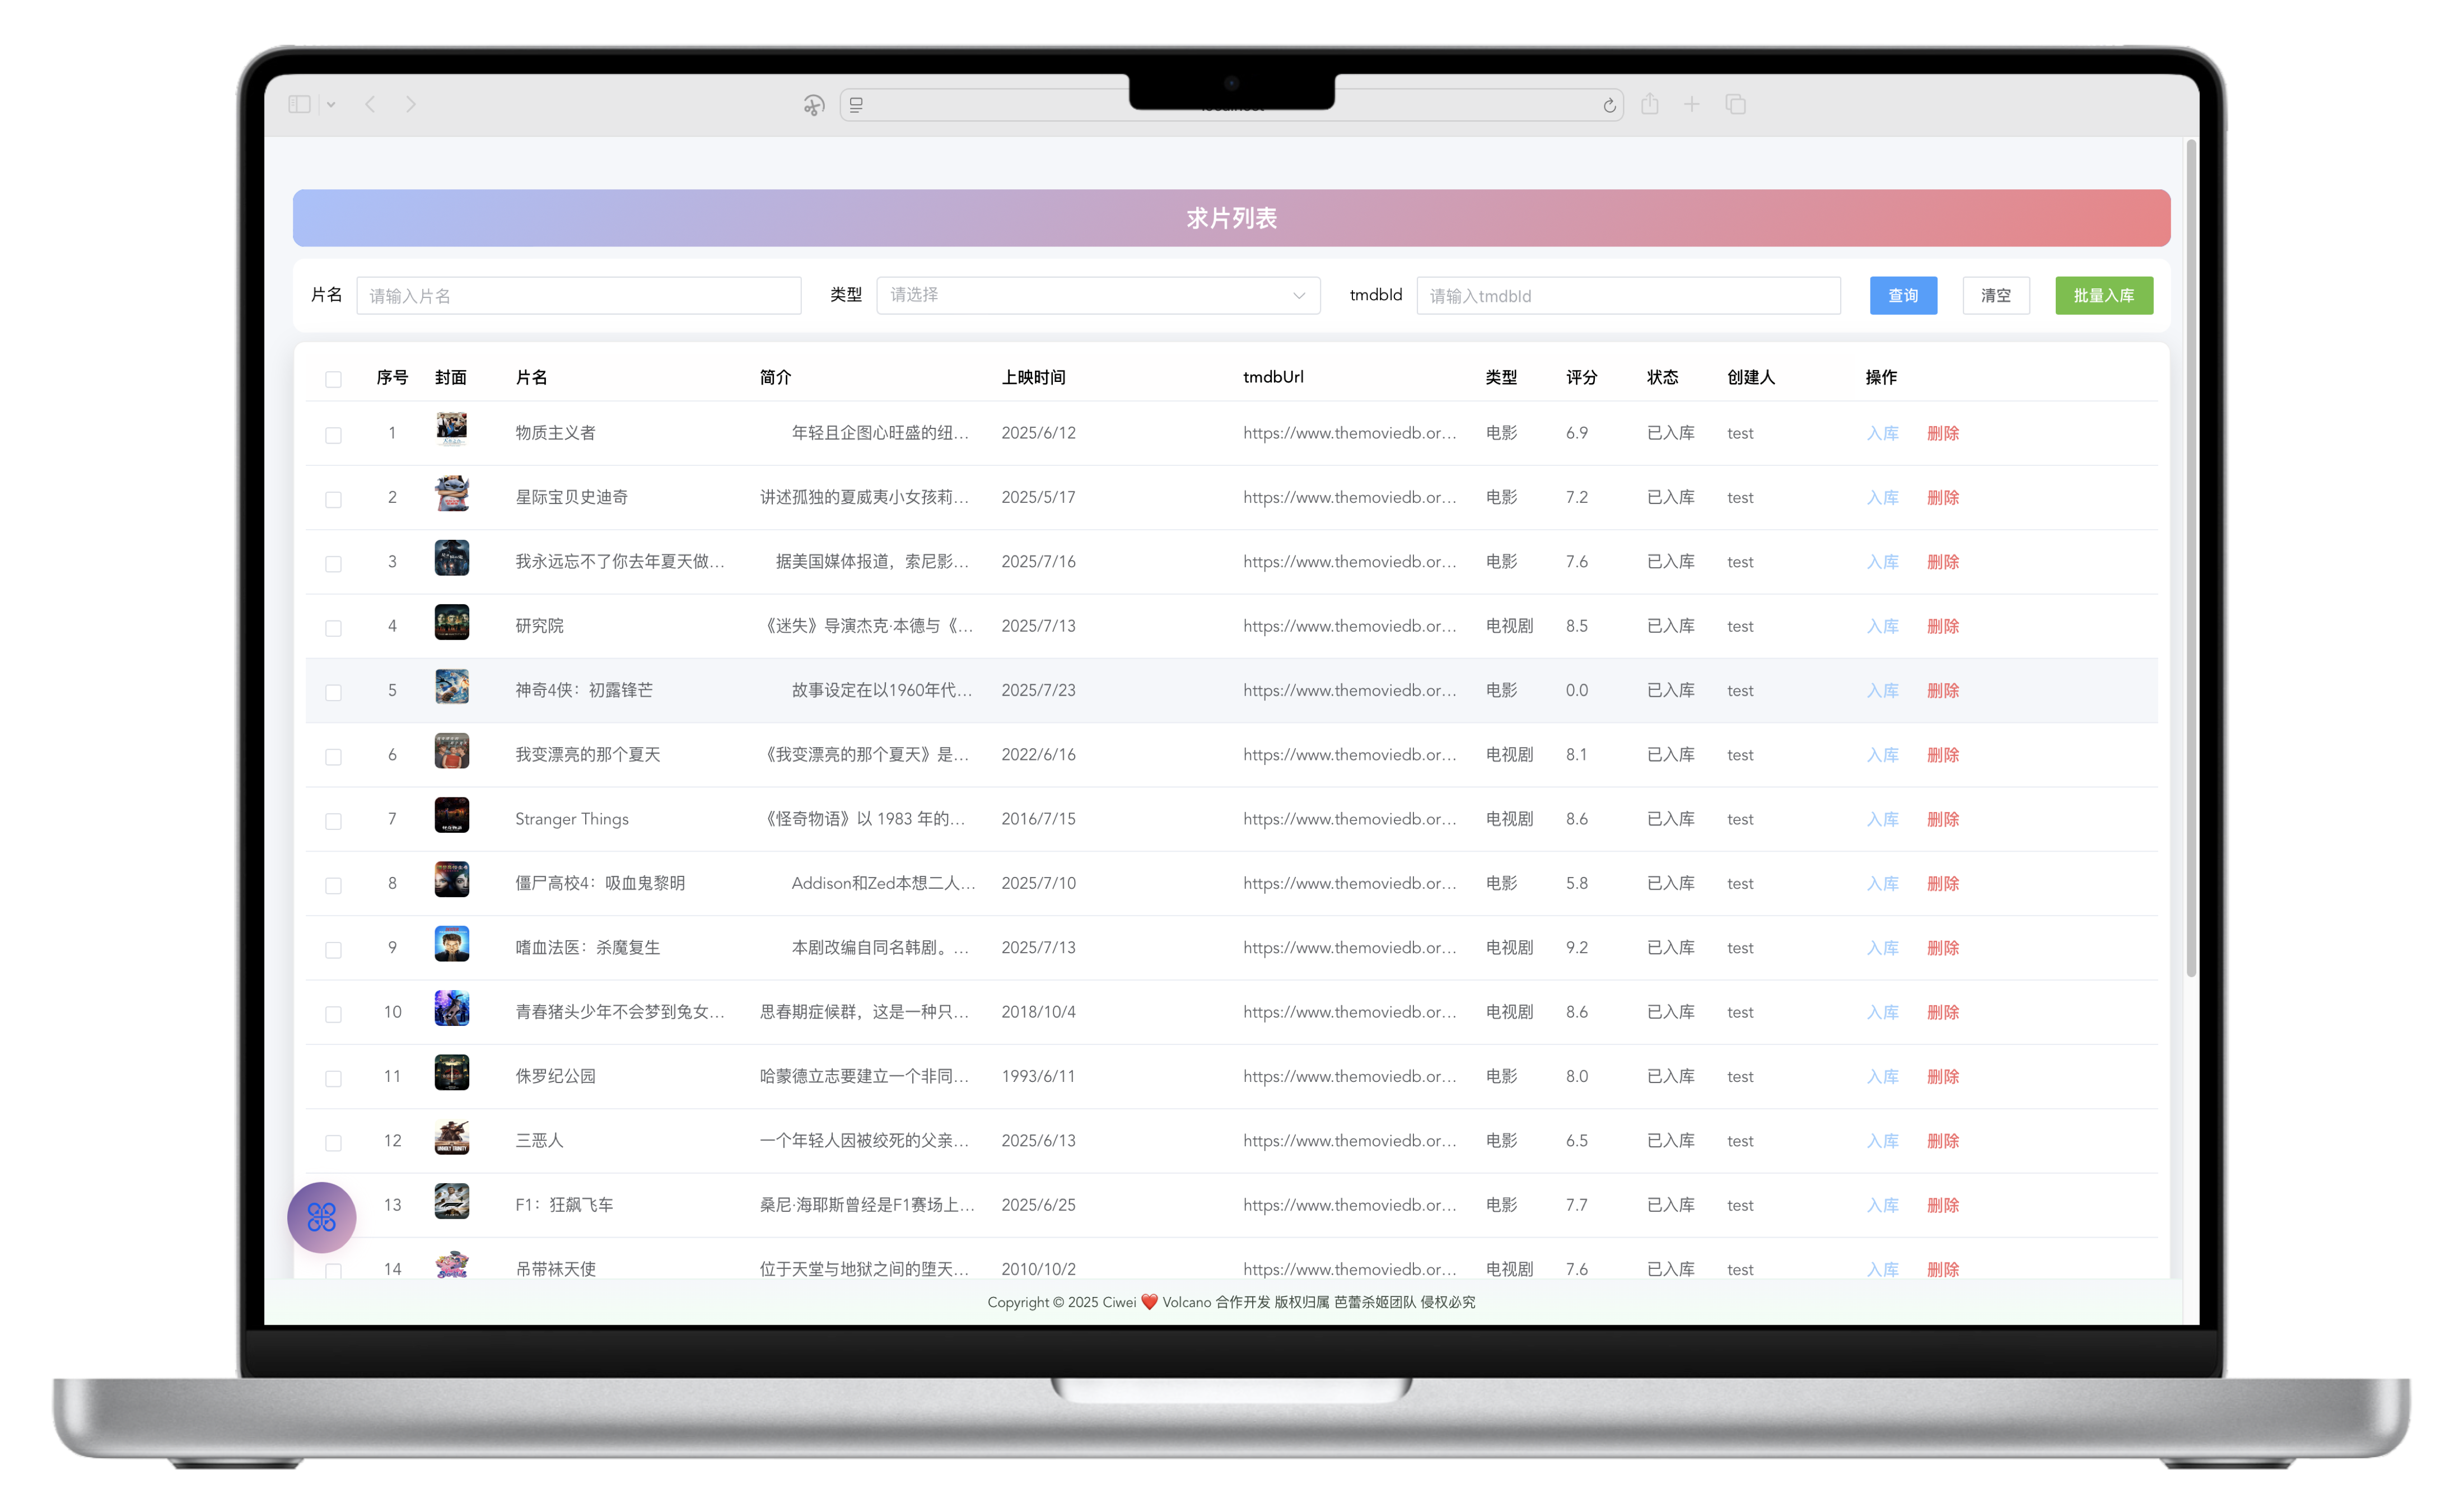 求片列表
片名 请输入片名 类型 请选择 tmdbId 请输入tmdbId 查询 清空 批量入库
序号 封面 片名 简介 上映时间 tmdbUrl 类型 评分 状态 创建人 操作
1 物质主义者 年轻且企图心旺盛的纽... 2025/6/12 https://www.themoviedb.or... 电影 6.9 已入库 test 入库 删除
2 星际宝贝史迪奇 讲述孤独的夏威夷小女孩莉... 2025/5/17 https://www.themoviedb.or... 电影 7.2 已入库 test 入库 删除
3 我永远忘不了你去年夏天做... 据美国媒体报道，索尼影... 2025/7/16 https://www.themoviedb.or... 电影 7.6 已入库 test 入库 删除
4 研究院 《迷失》导演杰克·本德与《... 2025/7/13 https://www.themoviedb.or... 电视剧 8.5 已入库 test 入库 删除
5 神奇4侠：初露锋芒 故事设定在以1960年代... 2025/7/23 https://www.themoviedb.or... 电影 0.0 已入库 test 入库 删除
6 我变漂亮的那个夏天 《我变漂亮的那个夏天》是... 2022/6/16 https://www.themoviedb.or... 电视剧 8.1 已入库 test 入库 删除
7 Stranger Things 《怪奇物语》以 1983 年的... 2016/7/15 https://www.themoviedb.or... 电视剧 8.6 已入库 test 入库 删除
8 僵尸高校4：吸血鬼黎明 Addison和Zed本想二人... 2025/7/10 https://www.themoviedb.or... 电影 5.8 已入库 test 入库 删除
9 嗜血法医：杀魔复生 本剧改编自同名韩剧。... 2025/7/13 https://www.themoviedb.or... 电视剧 9.2 已入库 test 入库 删除
10 青春猪头少年不会梦到兔女... 思春期症候群，这是一种只... 2018/10/4 https://www.themoviedb.or... 电视剧 8.6 已入库 test 入库 删除
11 侏罗纪公园 哈蒙德立志要建立一个非同... 1993/6/11 https://www.themoviedb.or... 电影 8.0 已入库 test 入库 删除
12 三恶人 一个年轻人因被绞死的父亲... 2025/6/13 https://www.themoviedb.or... 电影 6.5 已入库 test 入库 删除
13 F1：狂飙飞车 桑尼·海耶斯曾经是F1赛场上... 2025/6/25 https://www.themoviedb.or... 电影 7.7 已入库 test 入库 删除
14 吊带袜天使 位于天堂与地狱之间的堕天... 2010/10/2 https://www.themoviedb.or... 电视剧 7.6 已入库 test 入库 删除
Copyright © 2025 Ciwei ❤️ Volcano 合作开发 版权归属 芭蕾杀姬团队 侵权必究